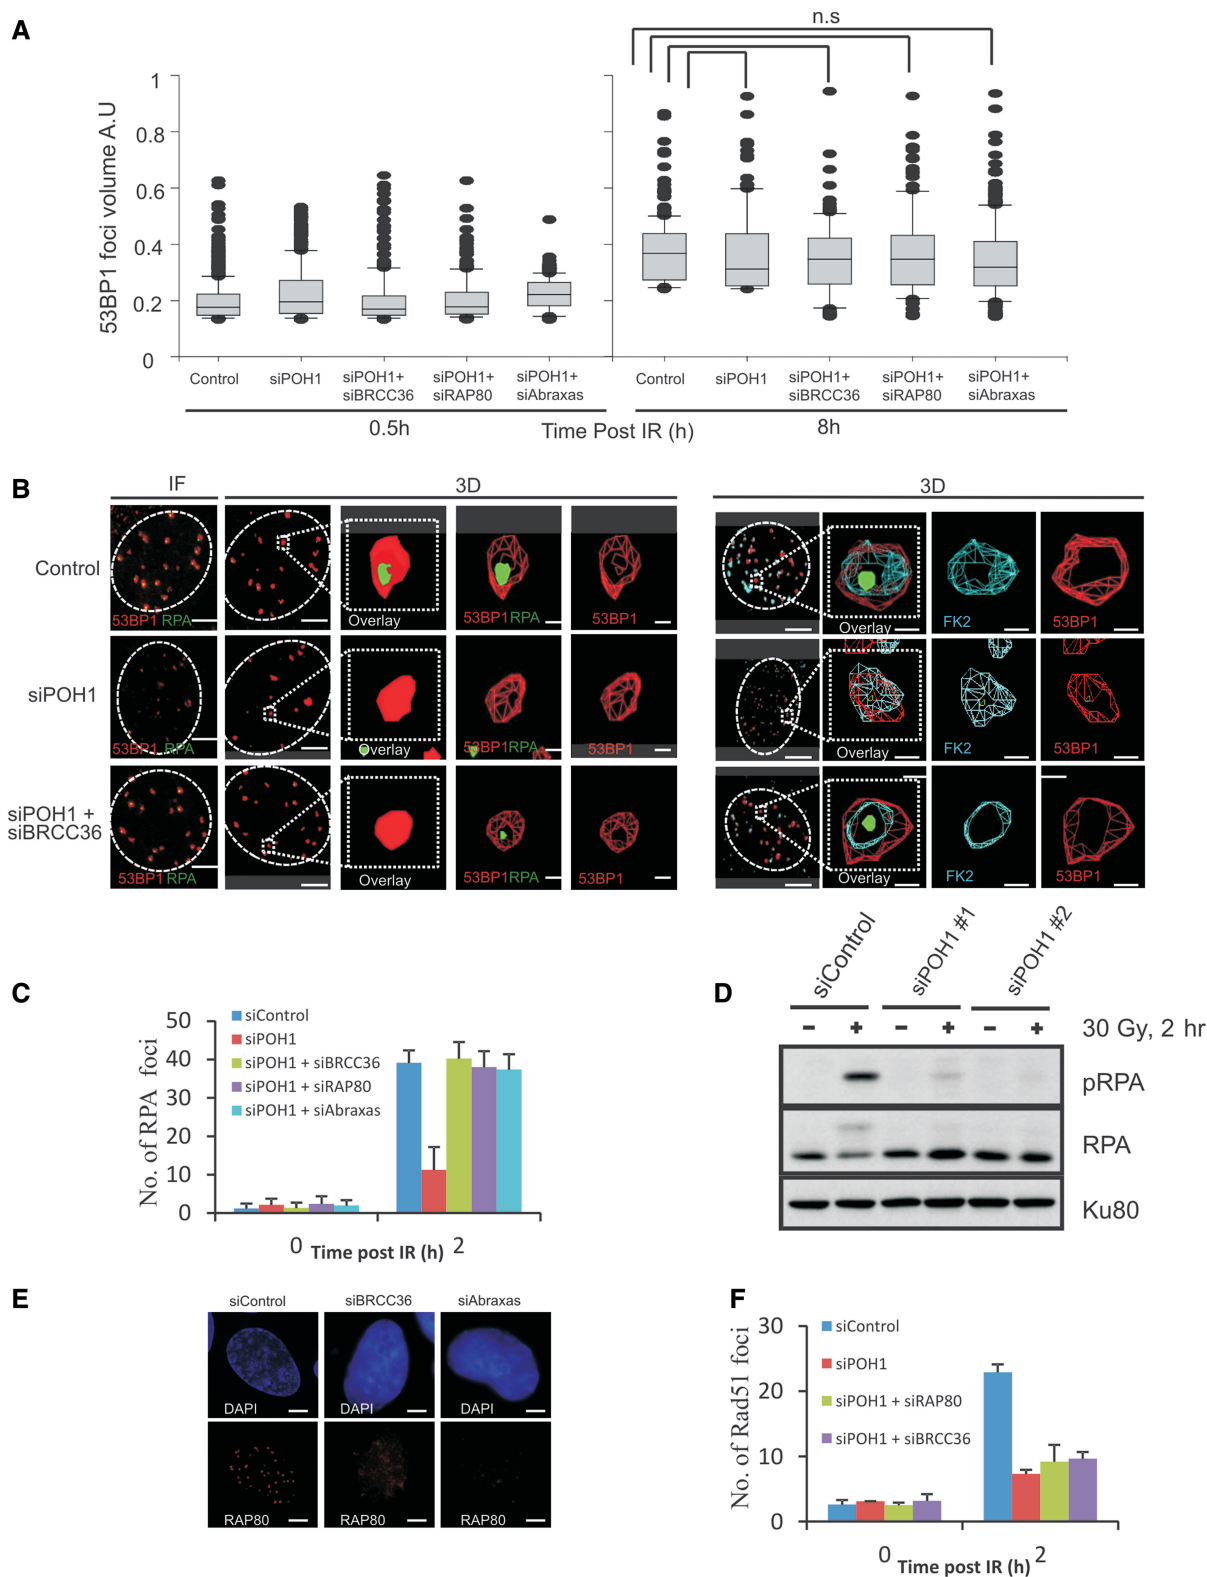 A
n.s
53BP1 foci volume A.U
1
0.8
0.6
0.4
0.2
0
Control
siPOH1
siPOH1+
siBRCC36
siPOH1+
siRAP80
siPOH1+
siAbraxas
Control
siPOH1
siPOH1+
siBRCC36
siPOH1+
siRAP80
siPOH1+
siAbraxas
0.5h
Time Post IR (h)
8h
B
IF
3D
3D
Control
53BP1 RPA
Overlay
53BP1RPA
53BP1
Overlay
FK2
53BP1
siPOH1
53BP1 RPA
Overlay
53BP1RPA
53BP1
Overlay
FK2
53BP1
siPOH1 +
siBRCC36
53BP1 RPA
Overlay
53BP1RPA
53BP1
Overlay
FK2
53BP1
C
No. of RPA foci
50
40
30
20
10
0
siControl
siPOH1
siPOH1 + siBRCC36
siPOH1 + siRAP80
siPOH1 + siAbraxas
0
Time post IR (h)
2
D
siControl
siPOH1 #1
siPOH1 #2
- + - + - +
30 Gy, 2 hr
pRPA
RPA
Ku80
E
siControl
siBRCC36
siAbraxas
DAPI
DAPI
DAPI
RAP80
RAP80
RAP80
F
No. of Rad51 foci
30
20
10
0
siControl
siPOH1
siPOH1 + siRAP80
siPOH1 + siBRCC36
0
Time post IR (h)
2